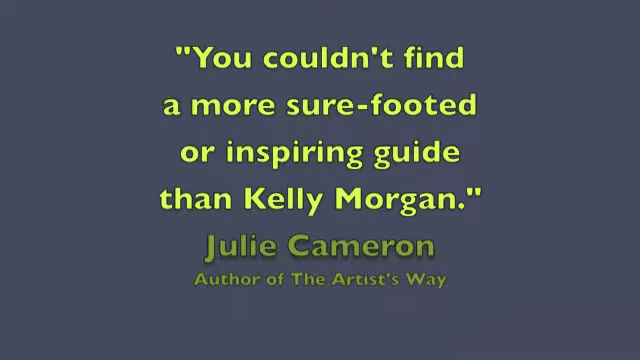 "You couldn't find
a more sure-footed
or inspiring guide
than Kelly Morgan."
Julie Cameron
Author of The Artist's Way